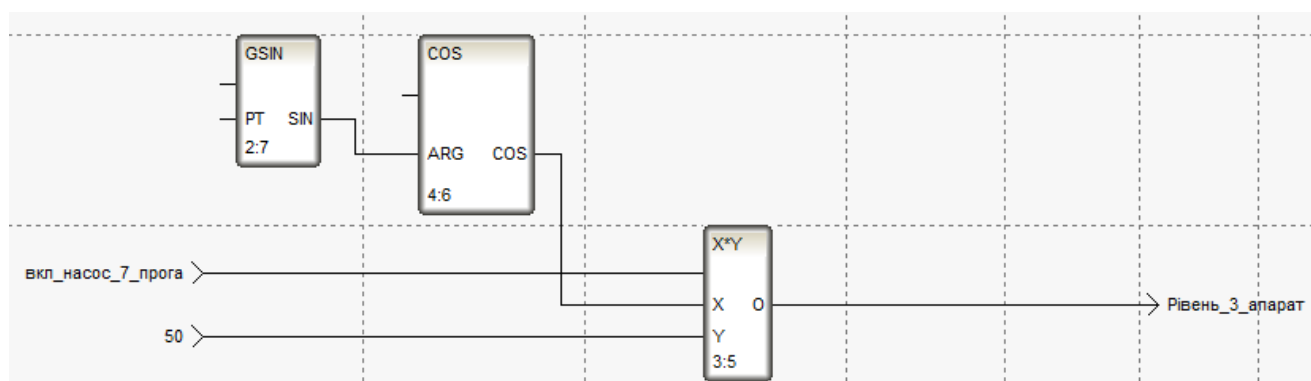 GSIN
PT SIN
2:7
COS
ARG COS
4:6
X*Y
вкл_насос_7_прога
X O
Рівень_3_апарат
50
Y
3:5